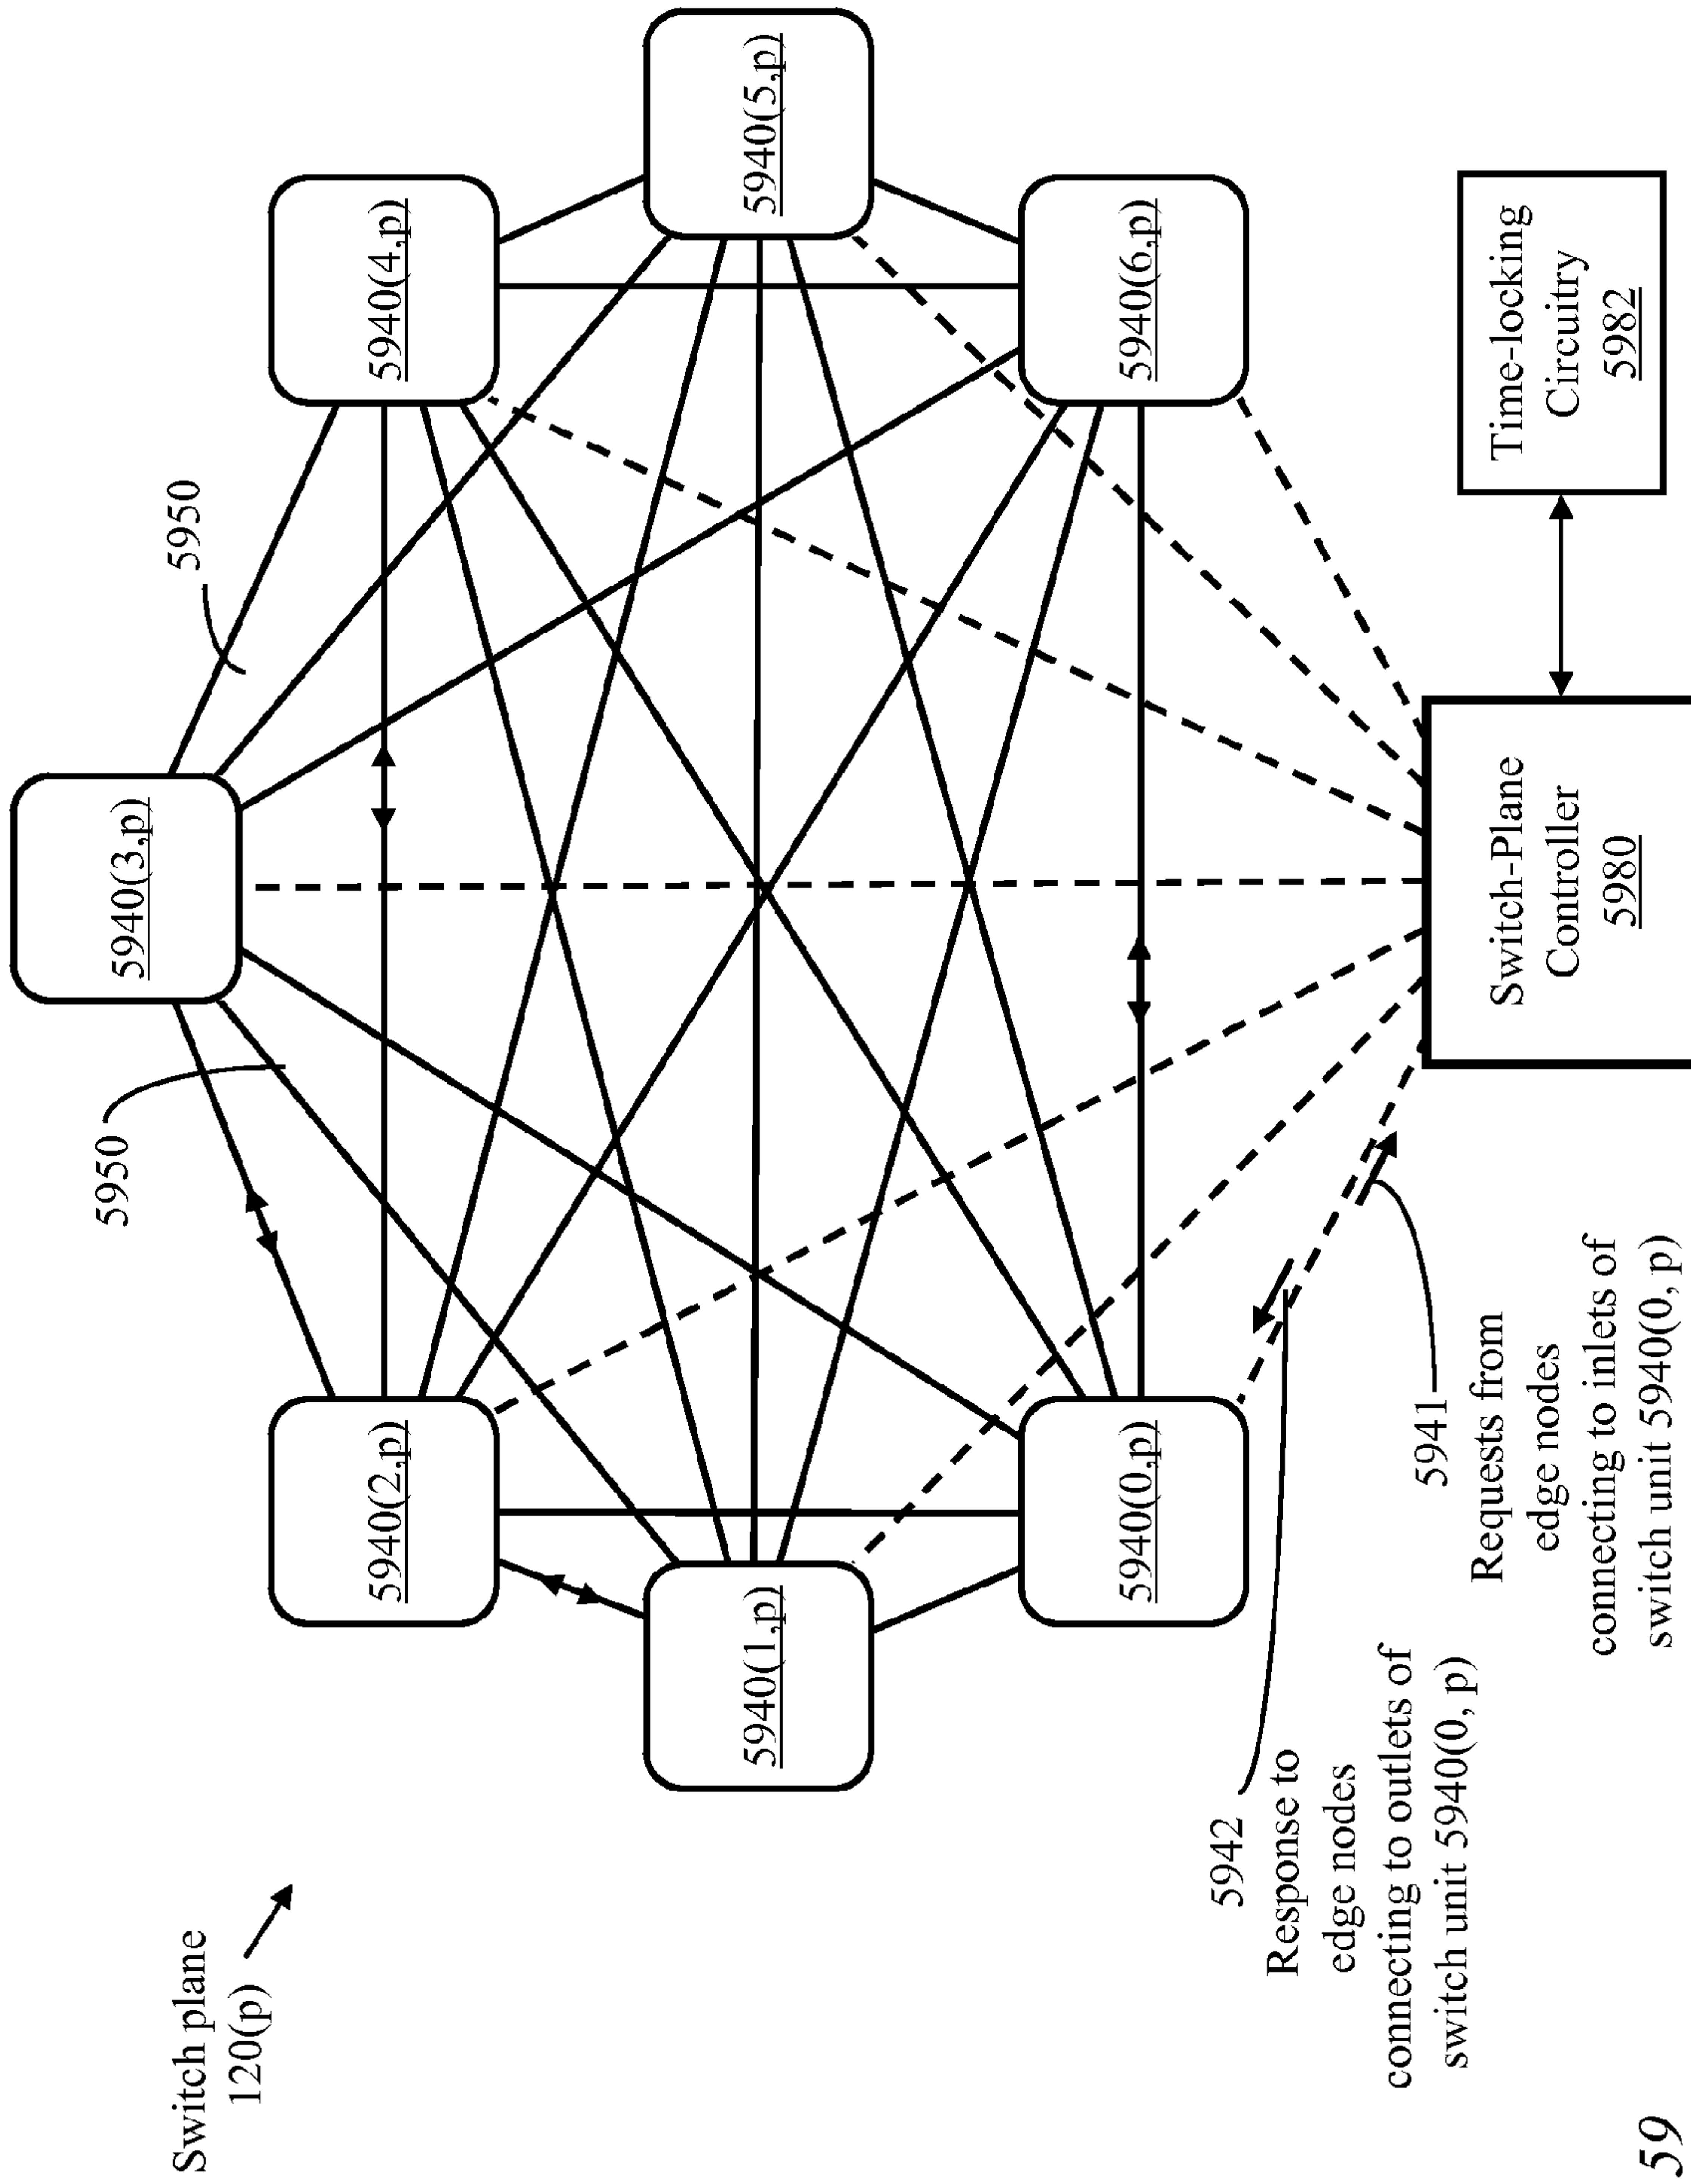 Switch plane
120(p)
5950
5950
5940(3,p)
5940(2,p)
5940(4,p)
5940(1,p)
5940(5,p)
5940(0,p)
5940(6,p)
5942
Response to
edge nodes
connecting to outlets of
switch unit 5940(0, p)
5941
Requests from
edge nodes
connecting to inlets of
switch unit 5940(0, p)
Switch-Plane
Controller
5980
Time-locking
Circuitry
5982
59